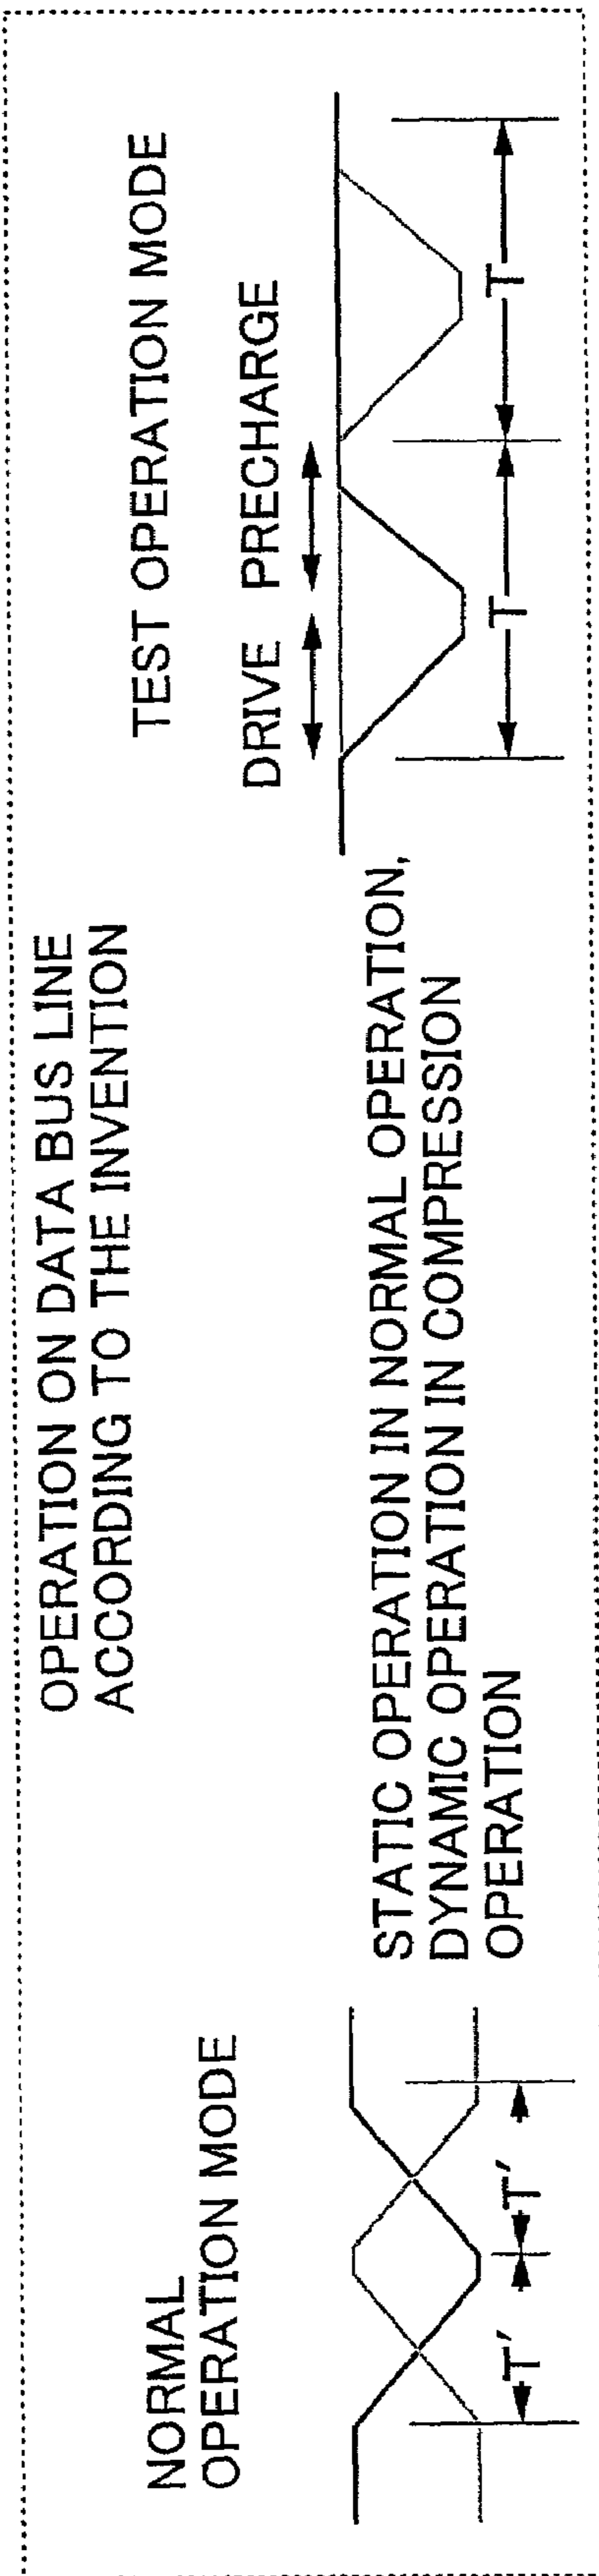 OPERATION ON DATA BUS LINE
ACCORDING TO THE INVENTION
NORMAL
OPERATION MODE
T′
T′
STATIC OPERATION IN NORMAL OPERATION,
DYNAMIC OPERATION IN COMPRESSION
OPERATION
TEST OPERATION MODE
DRIVE PRECHARGE
T
T